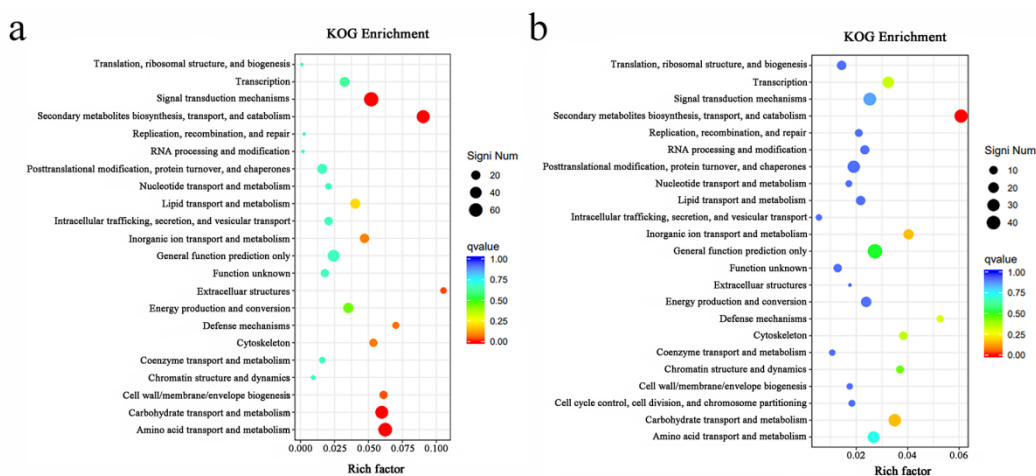 a
KOG Enrichment
Translation, ribosomal structure, and biogenesis
Transcription
Signal transduction mechanisms
Secondary metabolites biosynthesis, transport, and catabolism
Replication, recombination, and repair
RNA processing and modification
Posttranslational modification, protein turnover, and chaperones
Nucleotide transport and metabolism
Lipid transport and metabolism
Intracellular trafficking, secretion, and vesicular transport
Inorganic ion transport and metabolism
General function prediction only
Function unknown
Extracelluar structures
Energy production and conversion
Defense mechanisms
Cytoskeleton
Coenzyme transport and metabolism
Chromatin structure and dynamics
Cell wall/membrane/envelope biogenesis
Carbohydrate transport and metabolism
Amino acid transport and metabolism
0.000 0.025 0.050 0.075 0.100
Rich factor
Signi Num
20
40
60
qvalue
1.00
0.75
0.50
0.25
0.00
b
KOG Enrichment
Translation, ribosomal structure, and biogenesis
Transcription
Signal transduction mechanisms
Secondary metabolites biosynthesis, transport, and catabolism
Replication, recombination, and repair
RNA processing and modification
Posttranslational modification, protein turnover, and chaperones
Nucleotide transport and metabolism
Lipid transport and metabolism
Intracellular trafficking, secretion, and vesicular transport
Inorganic ion transport and metabolism
General function prediction only
Function unknown
Extracelluar structures
Energy production and conversion
Defense mechanisms
Cytoskeleton
Coenzyme transport and metabolism
Chromatin structure and dynamics
Cell wall/membrane/envelope biogenesis
Cell cycle control, cell division, and chromosome partitioning
Carbohydrate transport and metabolism
Amino acid transport and metabolism
0.02 0.04 0.06
Rich factor
Signi Num
10
20
30
40
qvalue
1.00
0.75
0.50
0.25
0.00